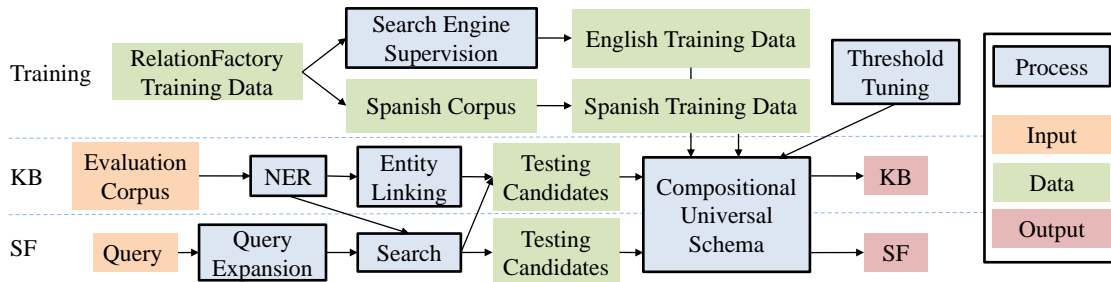 Training
RelationFactory
Training Data
Search Engine
Supervision
English Training Data
Spanish Corpus
Spanish Training Data
Threshold
Tuning
KB
Evaluation
Corpus
NER
Entity
Linking
Testing
Candidates
Compositional
Universal
Schema
KB
SF
Query
Query
Expansion
Search
Testing
Candidates
SF
Process
Input
Data
Output